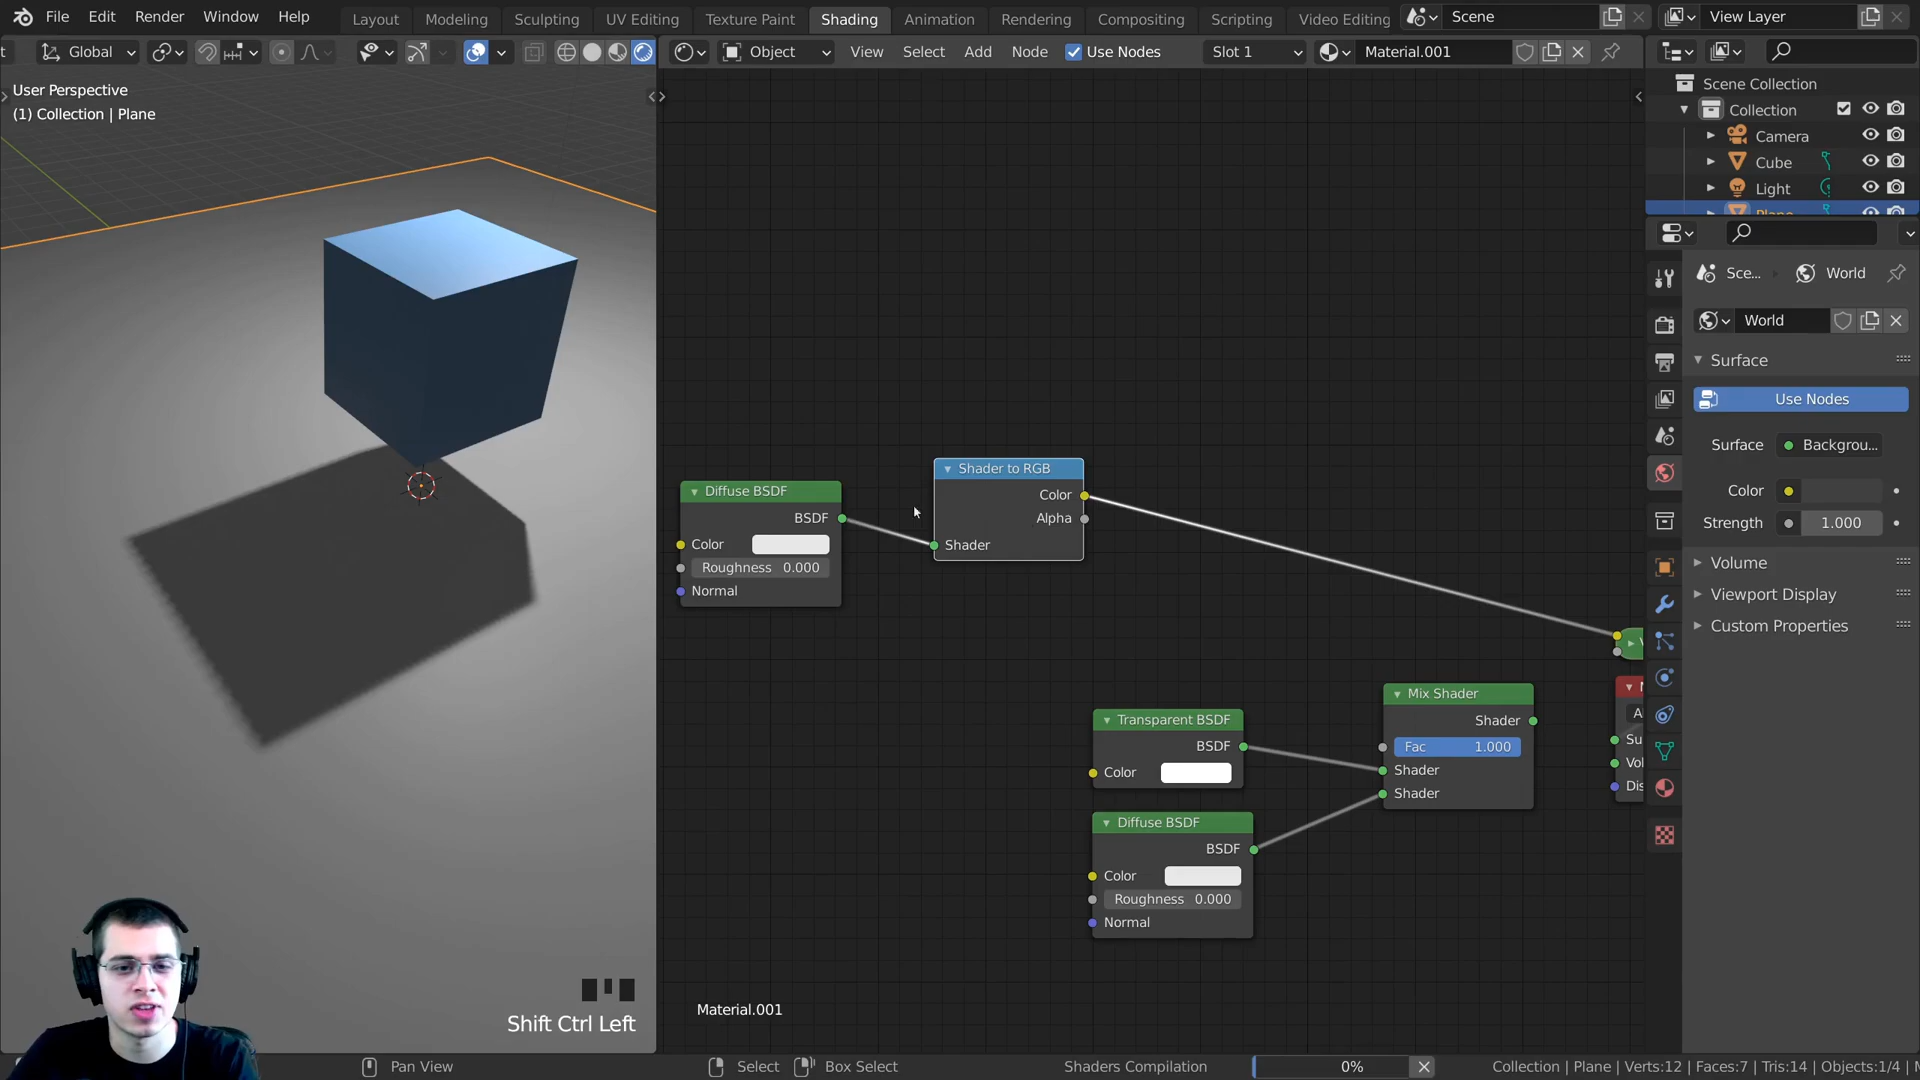 File Edit Render Window Help Layout Modeling Sculpting UV Editing Texture Paint Shading Animation Rendering Compositing Scripting Video Editing Scene View Layer
Global Object View Select Add Node Use Nodes Slot 1 Material.001
User Perspective
(1) Collection | Plane
Scene Collection
Collection
Camera
Cube
Light
Plane
Sce... World
World
Surface
Use Nodes
Surface Backgrou...
Color
Strength 1.000
Volume
Viewport Display
Custom Properties
Shader to RGB
Color
Alpha
Shader
Diffuse BSDF
BSDF
Color
Roughness 0.000
Normal
Mix Shader
Shader
Fac 1.000
Shader
Shader
Transparent BSDF
BSDF
Color
Diffuse BSDF
BSDF
Color
Roughness 0.000
Normal
Su
Vol
Dis
Material.001
Shift Ctrl Left
Pan View Select Box Select Shaders Compilation 0% Collection | Plane | Verts:12 | Faces:7 | Tris:14 | Objects:1/4 |